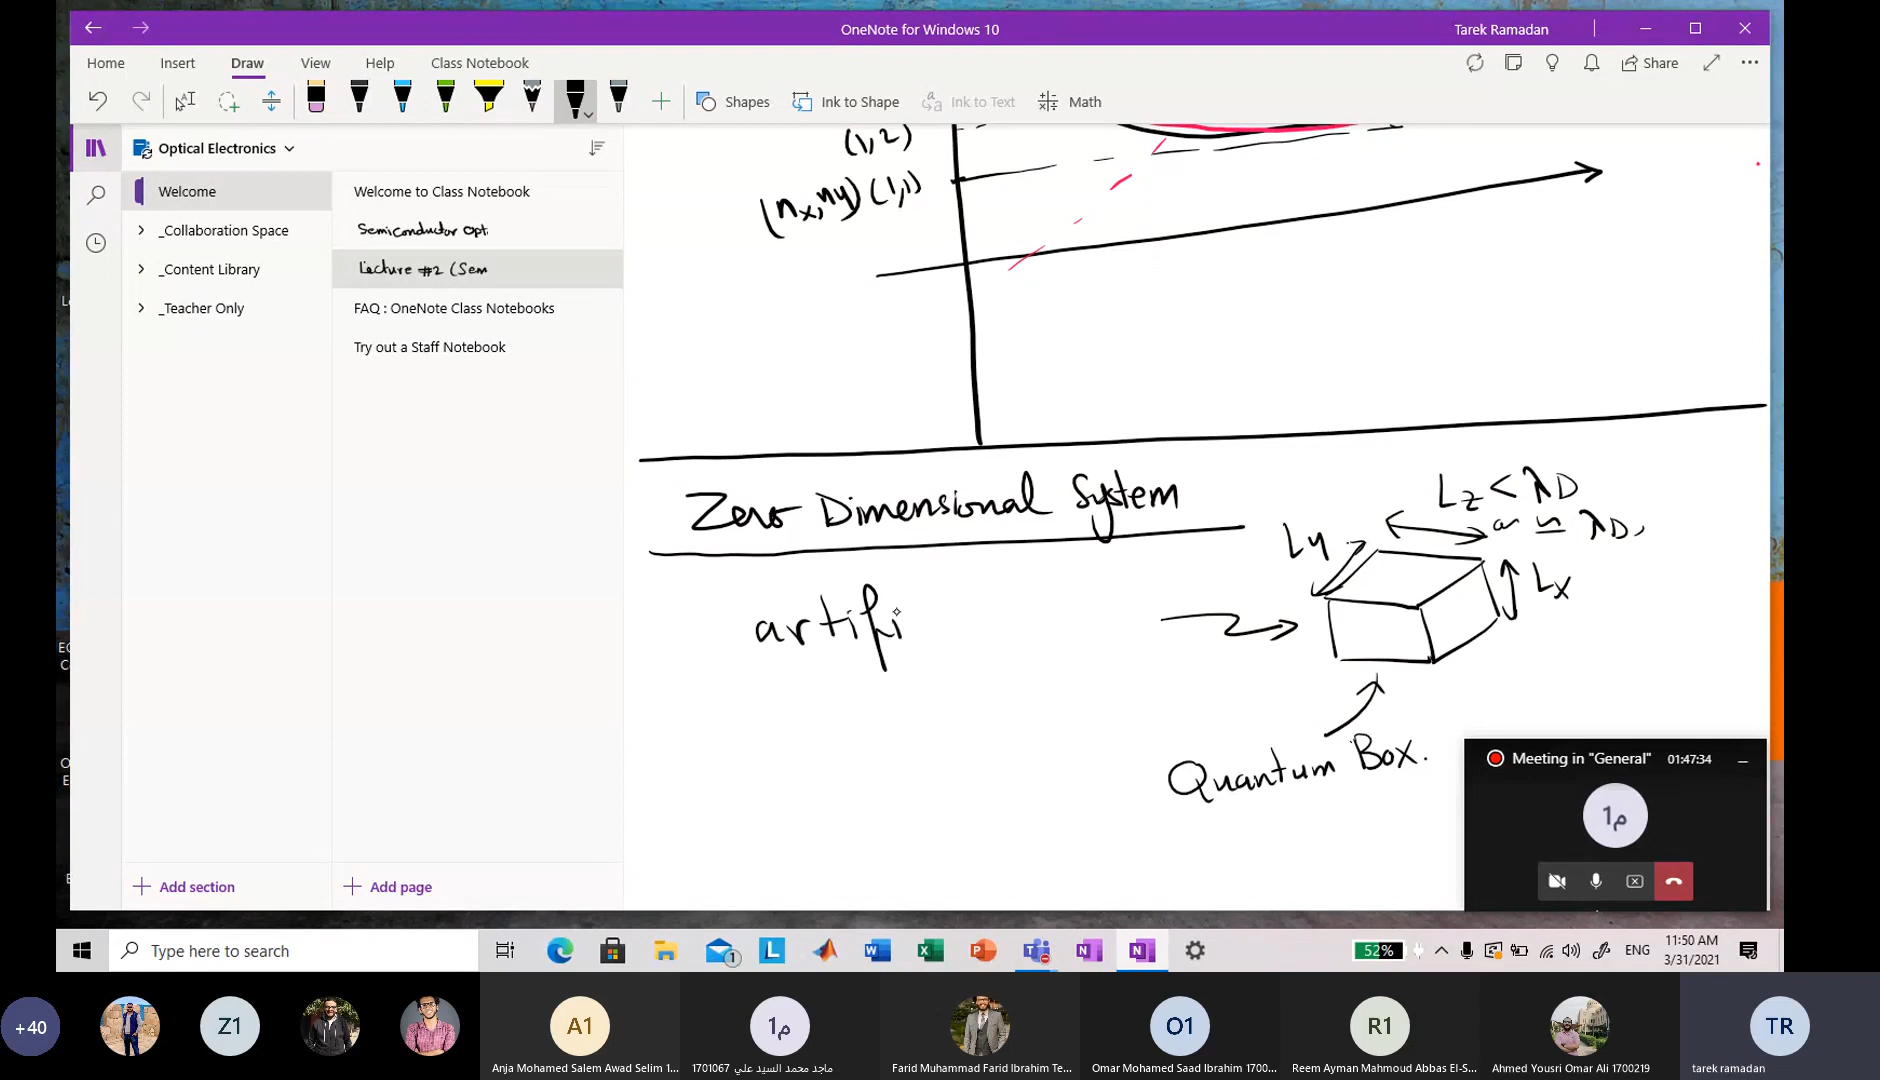 OneNote for Windows 10
Tarek Ramadan
Home Insert Draw View Help Class Notebook
Share
Shapes Ink to Shape Ink to Text Math
Optical Electronics
Welcome
_Collaboration Space
_Content Library
_Teacher Only
Welcome to Class Notebook
Semiconductor Opti
Lecture #2 (Sem
FAQ : OneNote Class Notebooks
Try out a Staff Notebook
Add section
Add page
(1,2)
(nx,ny) (1,1)
Zero Dimensional System
Lz < λD
or ≃ λD,
Ly
Lx
artifi
Quantum Box.
Meeting in "General" 01:47:34
1م
Type here to search
1
52%
ENG
11:50 AM
3/31/2021
+40
Z1
A1
1م
O1
R1
TR
Anja Mohamed Salem Awad Selim 1...
ماجد محمد السيد علي 1701067
Farid Muhammad Farid Ibrahim Te...
Omar Mohamed Saad Ibrahim 1700...
Reem Ayman Mahmoud Abbas El-S...
Ahmed Yousri Omar Ali 1700219
tarek ramadan